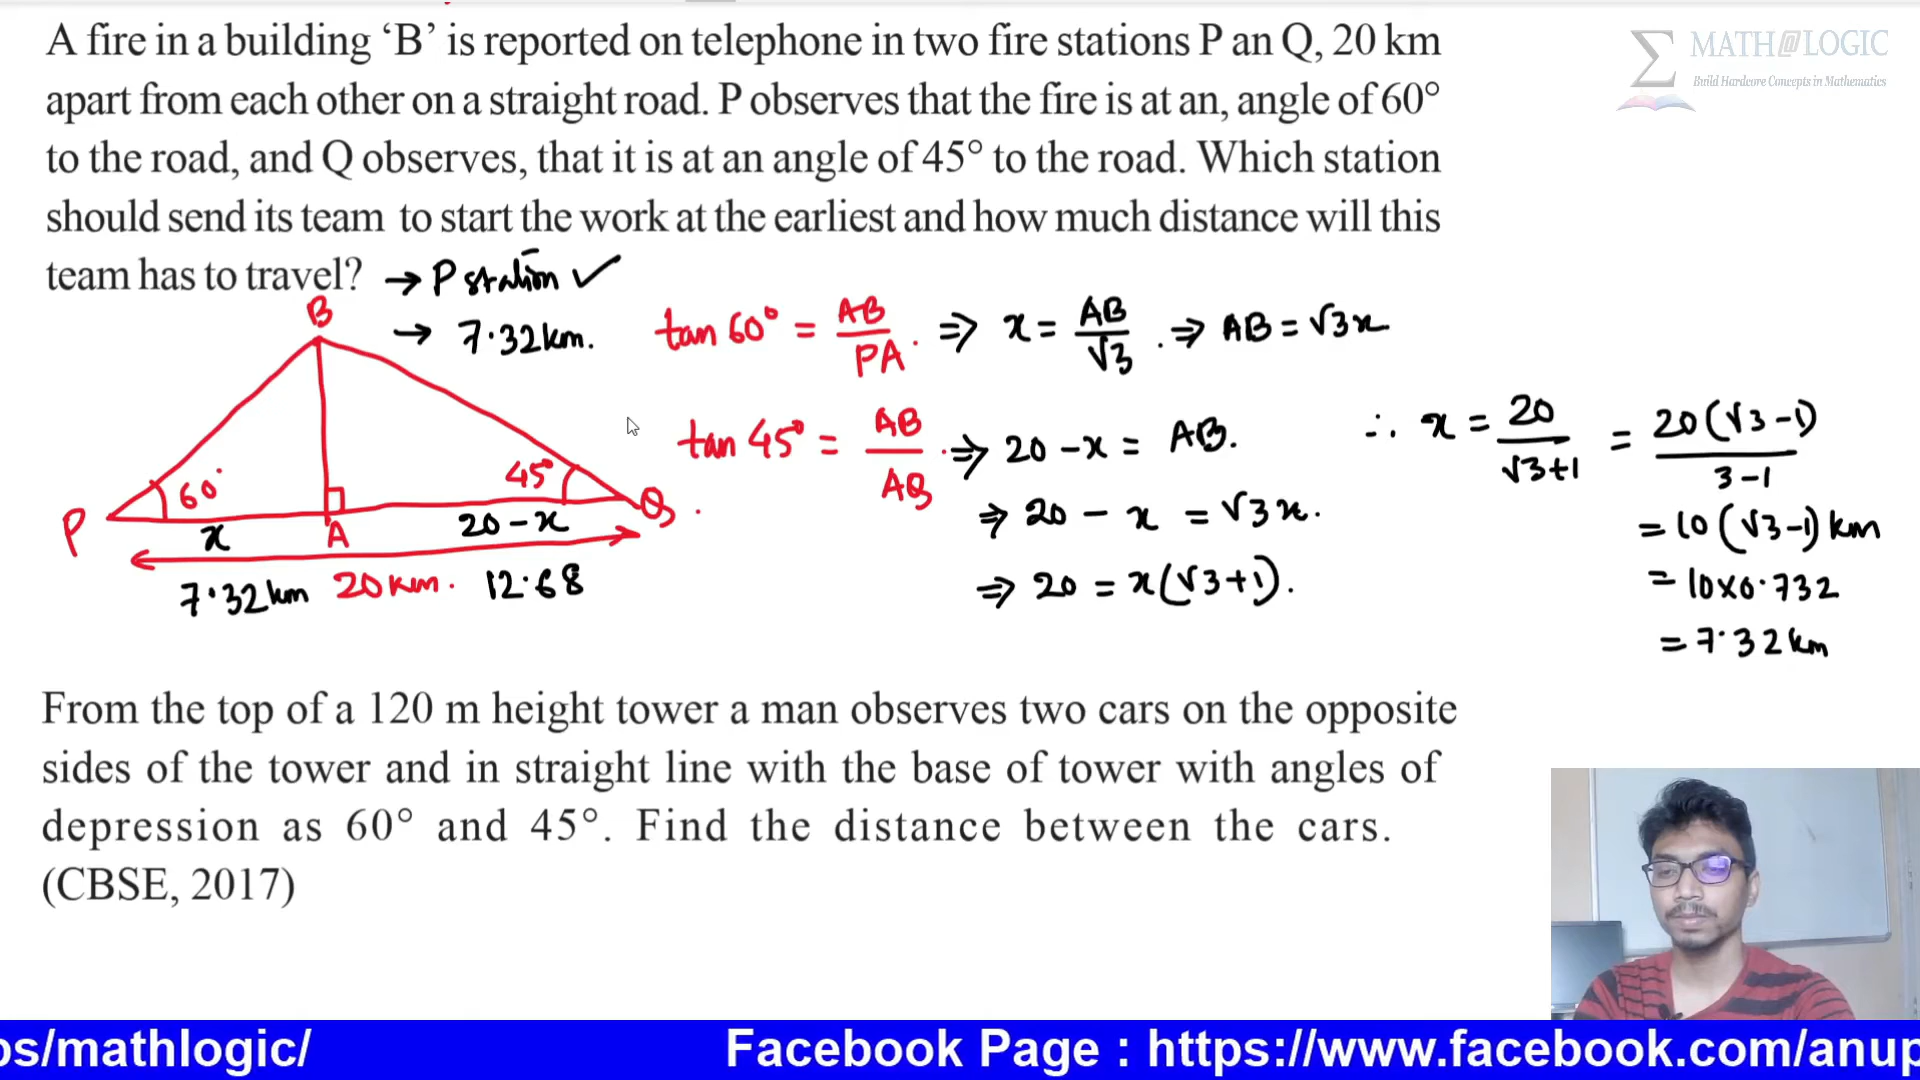 A fire in a building ‘B’ is reported on telephone in two fire stations P an Q, 20 km
apart from each other on a straight road. P observes that the fire is at an, angle of 60°
to the road, and Q observes, that it is at an angle of 45° to the road. Which station
should send its team to start the work at the earliest and how much distance will this
team has to travel? → P station ✓
→ 7.32km.
MATH@LOGIC
Build Hardcore Concepts in Mathematics
B
60°
45°
P
x
A
20-x
Q.
7.32km 20km. 12.68
tan 60° = AB/PA. ⇒ x = AB/√3. ⇒ AB = √3x
tan 45° = AB/AQ. ⇒ 20-x = AB.
⇒ 20 - x = √3x.
⇒ 20 = x(√3+1).
∴ x = 20/√3+1 = 20(√3-1)/3-1
= 10(√3-1) km
= 10x0.732
= 7.32km
From the top of a 120 m height tower a man observes two cars on the opposite
sides of the tower and in straight line with the base of tower with angles of
depression as 60° and 45°. Find the distance between the cars.
(CBSE, 2017)
os/mathlogic/ Facebook Page : https://www.facebook.com/anup